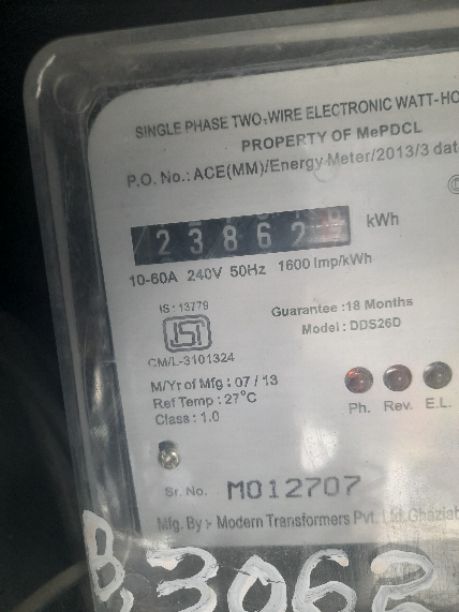 SINGLE PHASE TWO-WIRE ELECTRONIC WATT-HO
PROPERTY OF MePDCL
P.O. No.: ACE(MM)/Energy Meter/2013/3 dat
23862 kWh
10-60A 240V 50Hz 1600 Imp/kWh
IS : 13779
Guarantee :18 Months
Model : DDS26D
ISI
CM/L-3101324
M/Yr of Mfg : 07 / 13
Ref Temp : 27°C
Class : 1.0
Ph. Rev. E.L.
Sr. No. M012707
Mfg. By :- Modern Transformers Pvt. Ltd.Ghaziab
B,3062